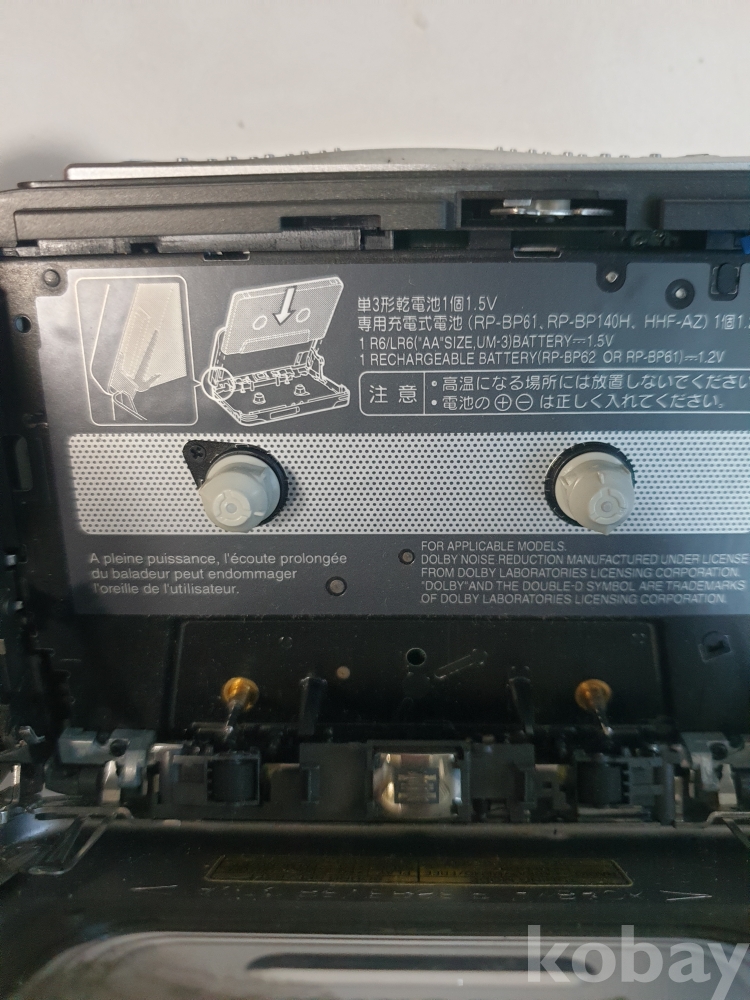 単3形乾電池1個1.5V
専用充電式電池(RP-BP61、RP-BP140H、HHF-AZ)1個1.2
1 R6/LR6("AA"SIZE,UM-3)BATTERY⎓1.5V
1 RECHARGEABLE BATTERY(RP-BP62 OR RP-BP61)⎓1.2V
注意
・高温になる場所には放置しないでください
・電池の⊕⊖は正しく入れてください。
A pleine puissance, l'écoute prolongée
du baladeur peut endommager
l'oreille de l'utilisateur.
FOR APPLICABLE MODELS.
DOLBY NOISE REDUCTION MANUFACTURED UNDER LICENSE
FROM DOLBY LABORATORIES LICENSING CORPORATION.
"DOLBY"AND THE DOUBLE-D SYMBOL ARE TRADEMARKS
OF DOLBY LABORATORIES LICENSING CORPORATION.
kobay